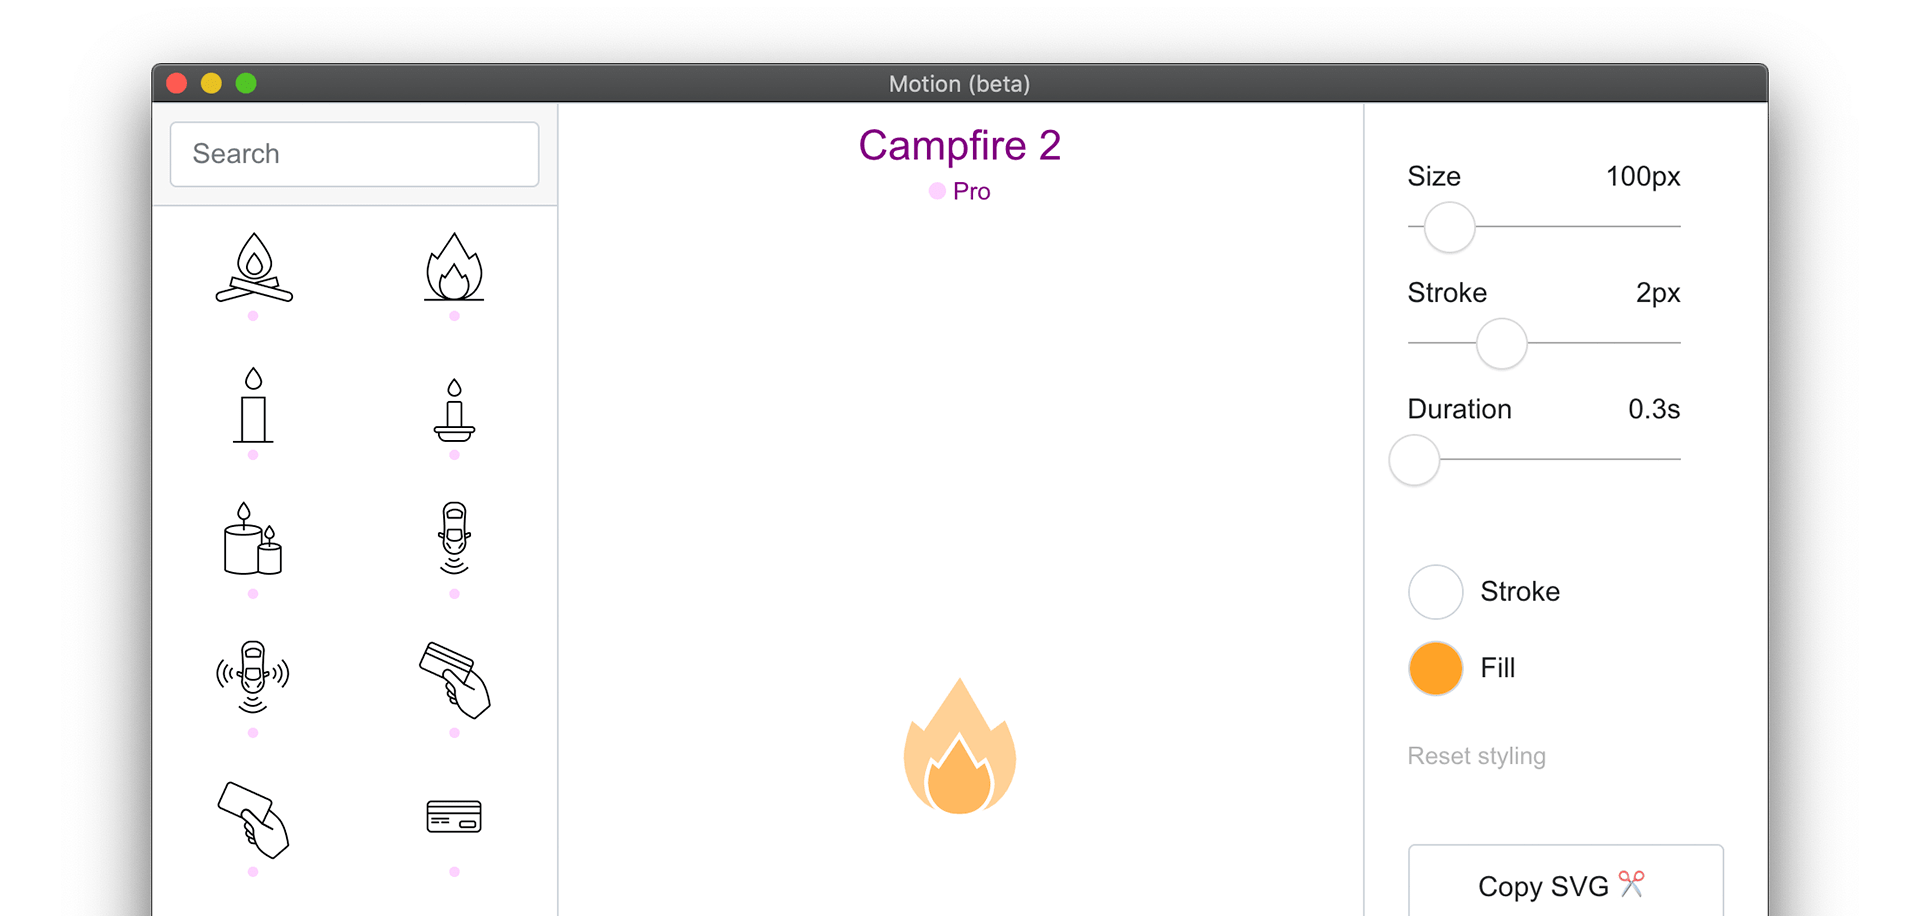 Motion (beta)
Search
Campfire 2
Pro
Size 100px
Stroke 2px
Duration 0.3s
Stroke
Fill
Reset styling
Copy SVG ✂️